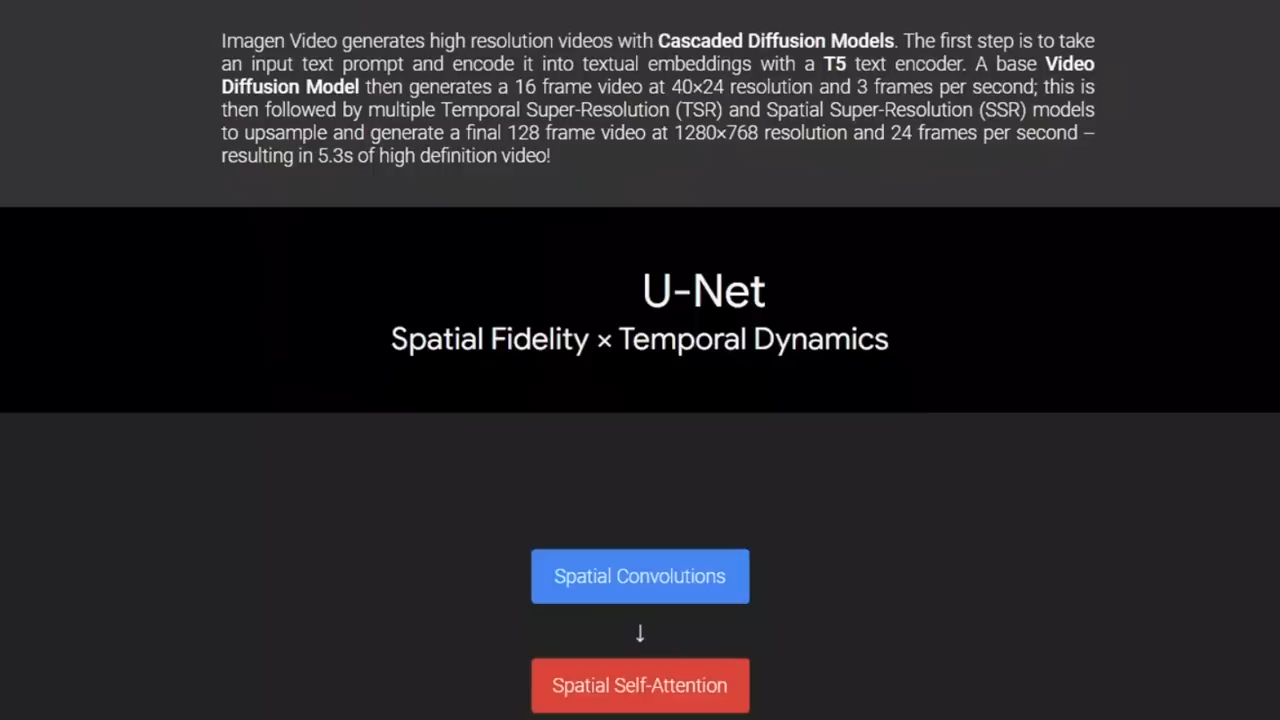 Imagen Video generates high resolution videos with Cascaded Diffusion Models. The first step is to take
an input text prompt and encode it into textual embeddings with a T5 text encoder. A base Video
Diffusion Model then generates a 16 frame video at 40×24 resolution and 3 frames per second; this is
then followed by multiple Temporal Super-Resolution (TSR) and Spatial Super-Resolution (SSR) models
to upsample and generate a final 128 frame video at 1280×768 resolution and 24 frames per second –
resulting in 5.3s of high definition video!
U-Net
Spatial Fidelity × Temporal Dynamics
Spatial Convolutions
↓
Spatial Self-Attention